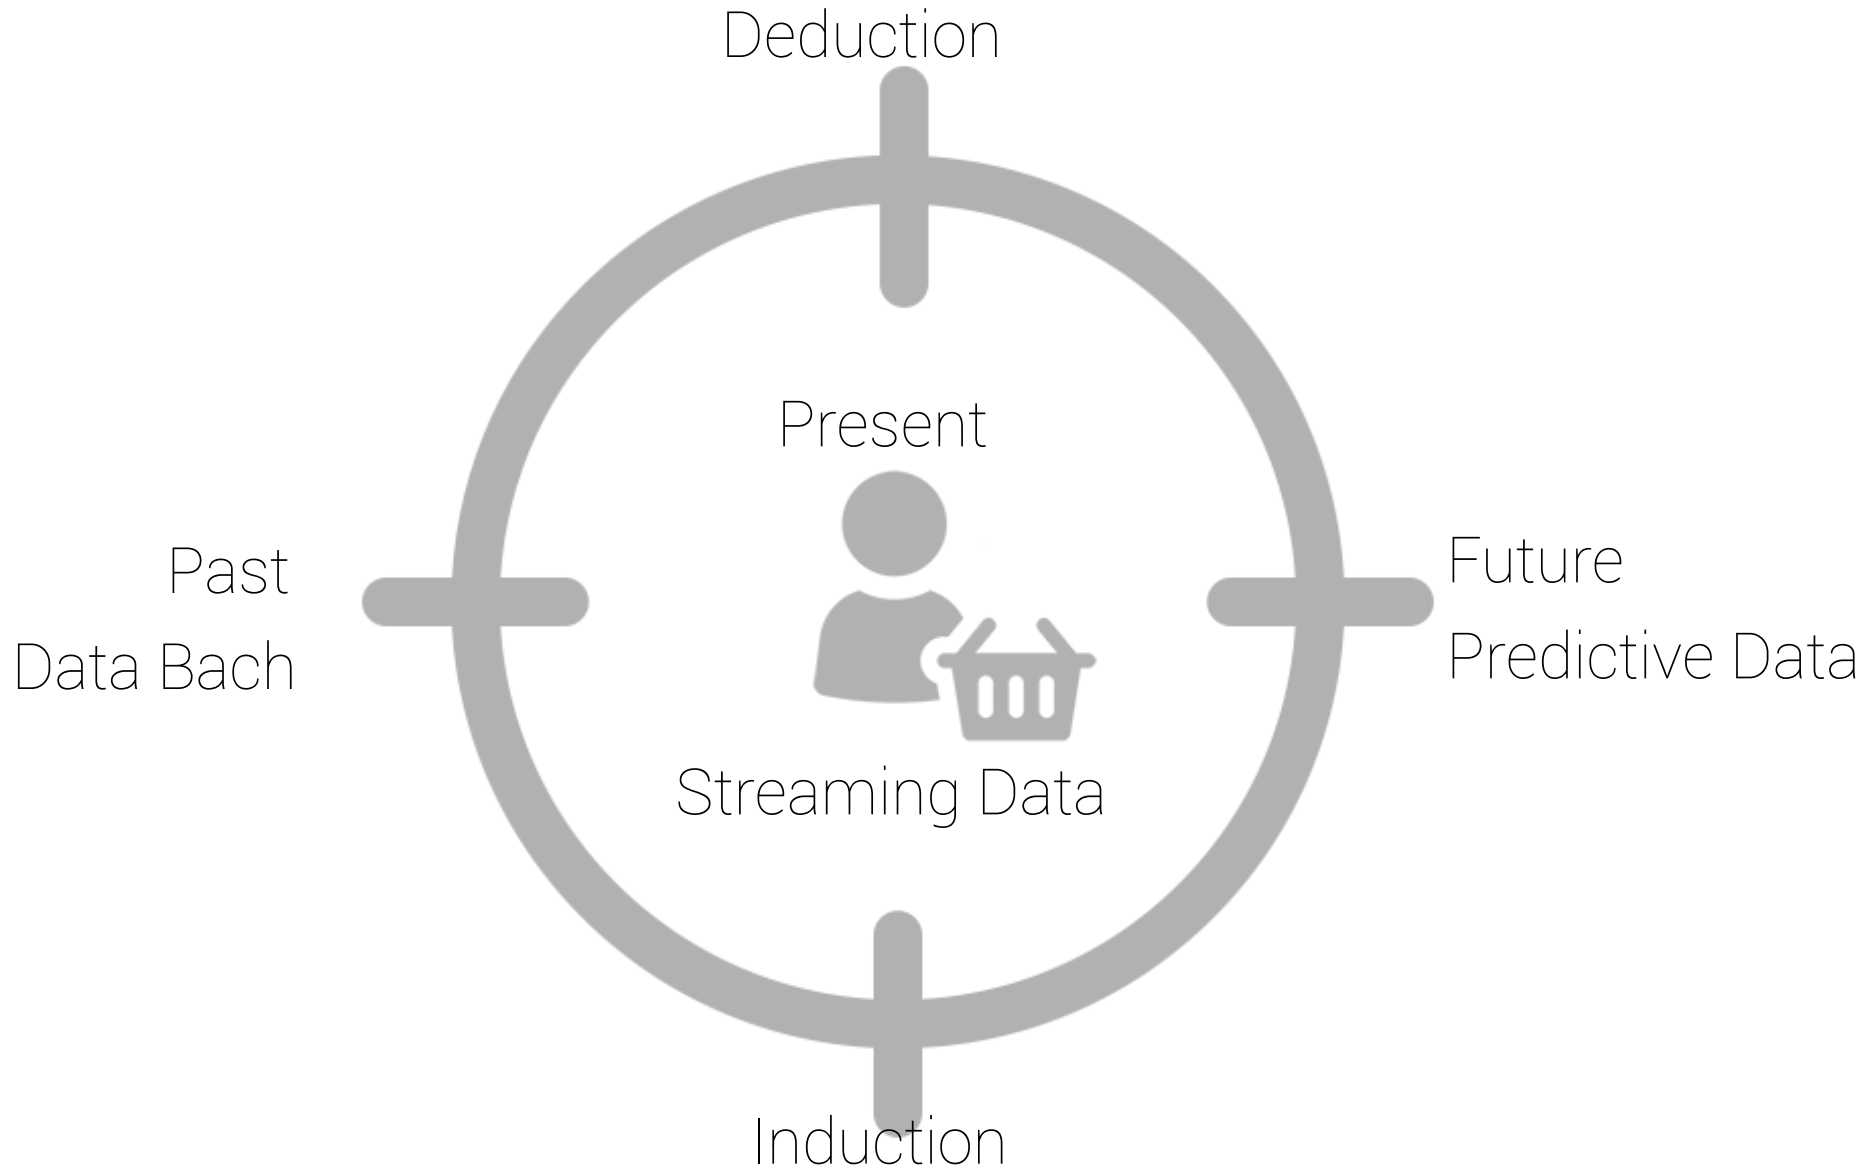 Deduction
Present
Past
Data Bach
Future
Predictive Data
Streaming Data
Induction